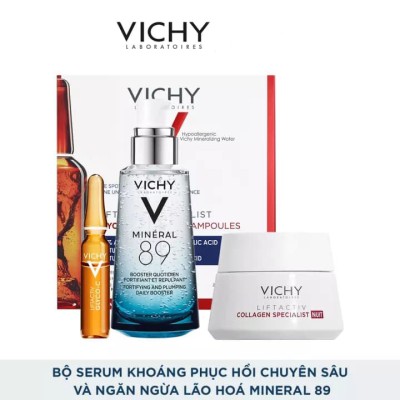 VICHY
LABORATOIRES
VICHY
LABORATOIRES
Hypoallergenic
Vichy Mineralizing Water
VICHY
MINÉRAL
89
BOOSTER QUOTIDIEN
FORTIFIANT ET REPULPANT
FORTIFYING AND PLUMPING
DAILY BOOSTER
AMPOULES
ACID
VICHY
VICHY
LABORATOIRES
LIFTACTIV
COLLAGEN SPECIALIST NUIT
BỘ SERUM KHOÁNG PHỤC HỒI CHUYÊN SÂU
VÀ NGĂN NGỪA LÃO HOÁ MINERAL 89